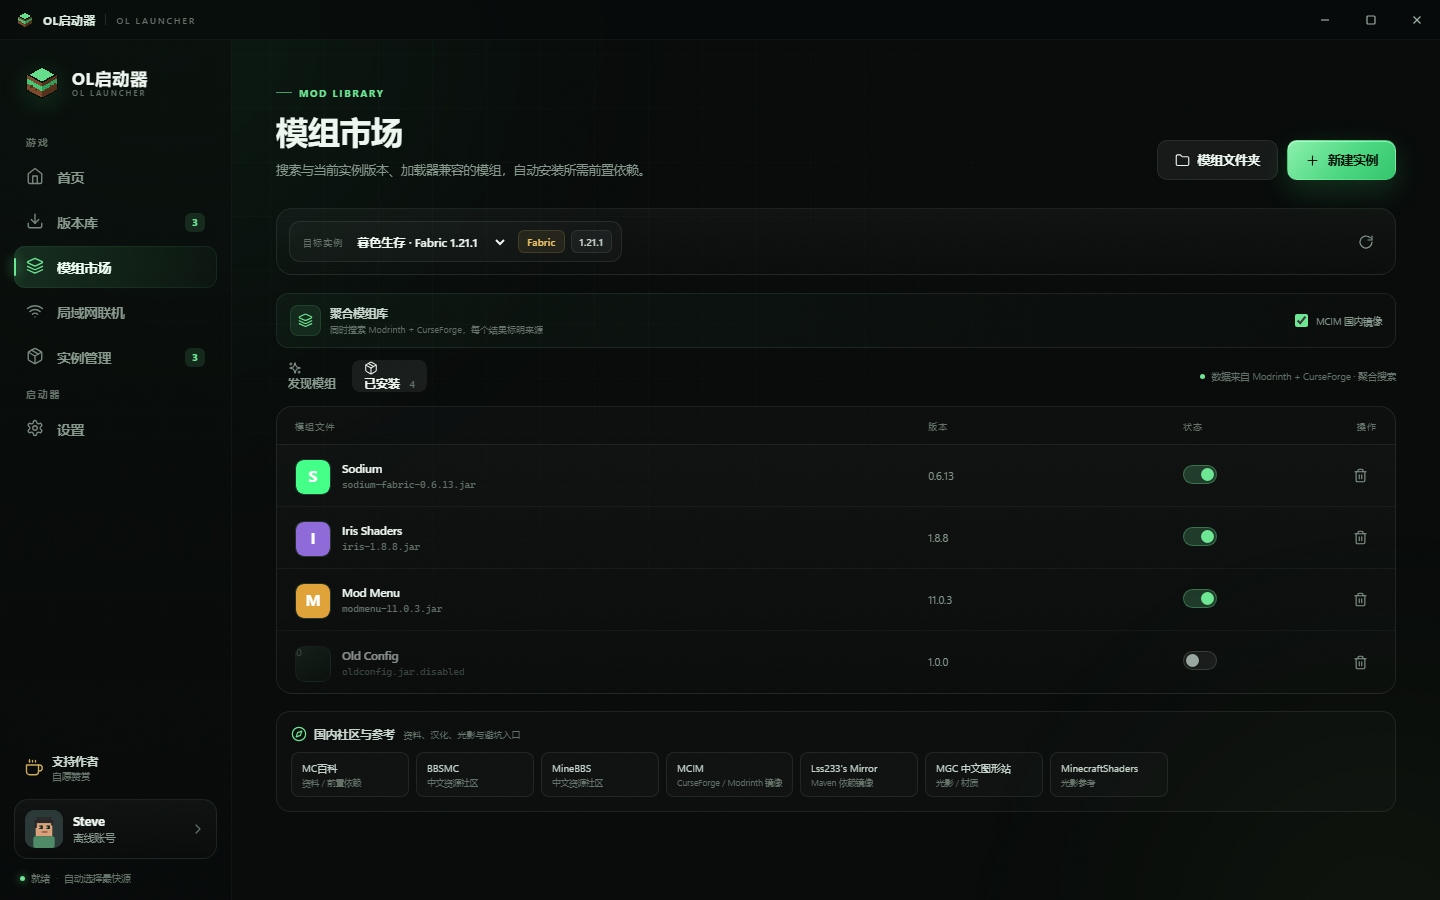 OL启动器 OL LAUNCHER
OL启动器
OL LAUNCHER
游戏
首页
版本库 3
模组市场
局域网联机
实例管理 3
启动器
设置
支持作者
自愿赞赏
Steve
离线账号
就绪 · 自动选择最快源
MOD LIBRARY
模组市场
搜索与当前实例版本、加载器兼容的模组，自动安装所需前置依赖。
模组文件夹
新建实例
目标实例 暮色生存 · Fabric 1.21.1 Fabric 1.21.1
聚合模组库
同时搜索 Modrinth + CurseForge，每个结果标明来源
MCIM 国内镜像
发现模组
已安装 4
数据来自 Modrinth + CurseForge · 聚合搜索
模组文件 版本 状态 操作
S Sodium 0.6.13
sodium-fabric-0.6.13.jar
I Iris Shaders 1.8.8
iris-1.8.8.jar
M Mod Menu 11.0.3
modmenu-11.0.3.jar
O Old Config 1.0.0
oldconfig.jar.disabled
国内社区与参考 资料、汉化、光影与避坑入口
MC百科
资料 / 前置依赖
BBSMC
中文资源社区
MineBBS
中文资源社区
MCIM
CurseForge / Modrinth 镜像
Lss233's Mirror
Maven 依赖镜像
MGC 中文图形站
光影 / 材质
MinecraftShaders
光影参考